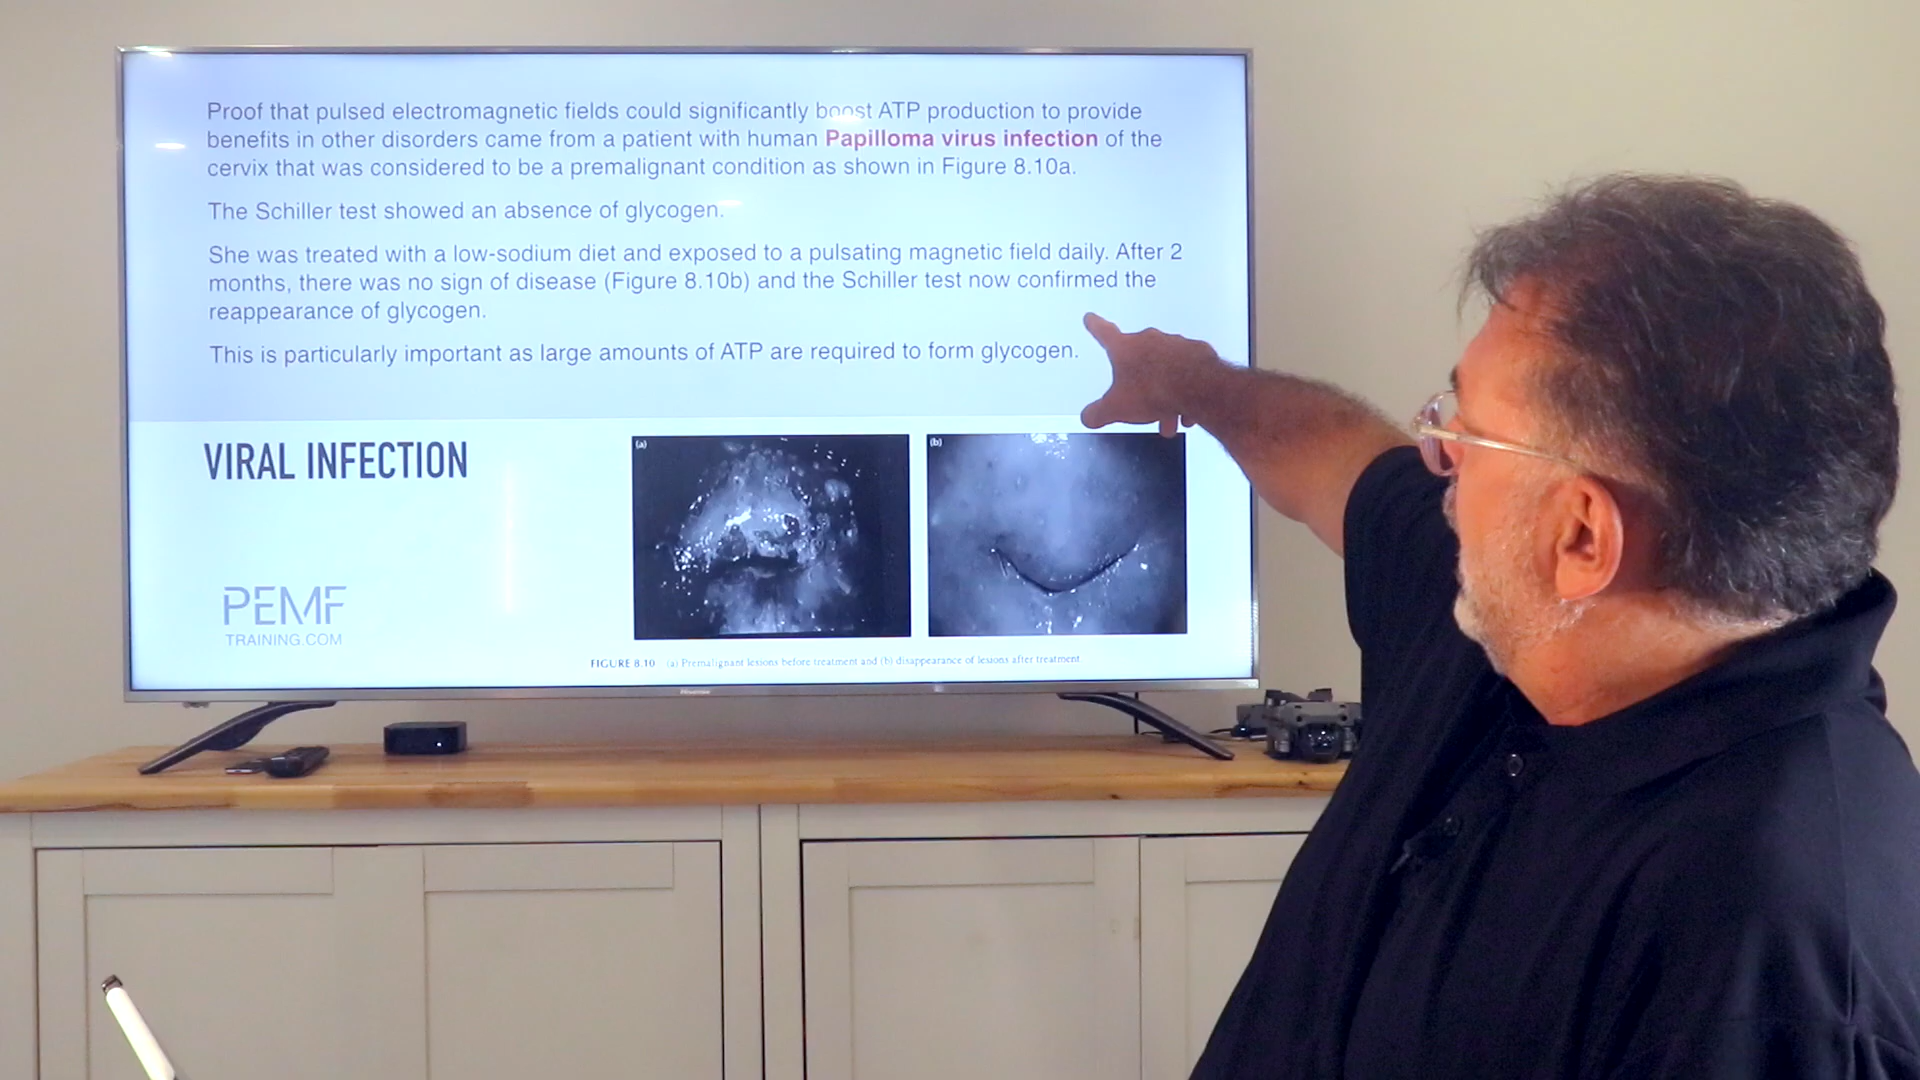 Proof that pulsed electromagnetic fields could significantly boost ATP production to provide
benefits in other disorders came from a patient with human Papilloma virus infection of the
cervix that was considered to be a premalignant condition as shown in Figure 8.10a.
The Schiller test showed an absence of glycogen.
She was treated with a low-sodium diet and exposed to a pulsating magnetic field daily. After 2
months, there was no sign of disease (Figure 8.10b) and the Schiller test now confirmed the
reappearance of glycogen.
This is particularly important as large amounts of ATP are required to form glycogen.
VIRAL INFECTION
(a)
(b)
PEMF
TRAINING.COM
FIGURE 8.10 (a) Premalignant lesions before treatment and (b) disappearance of lesions after treatment.
Hisense